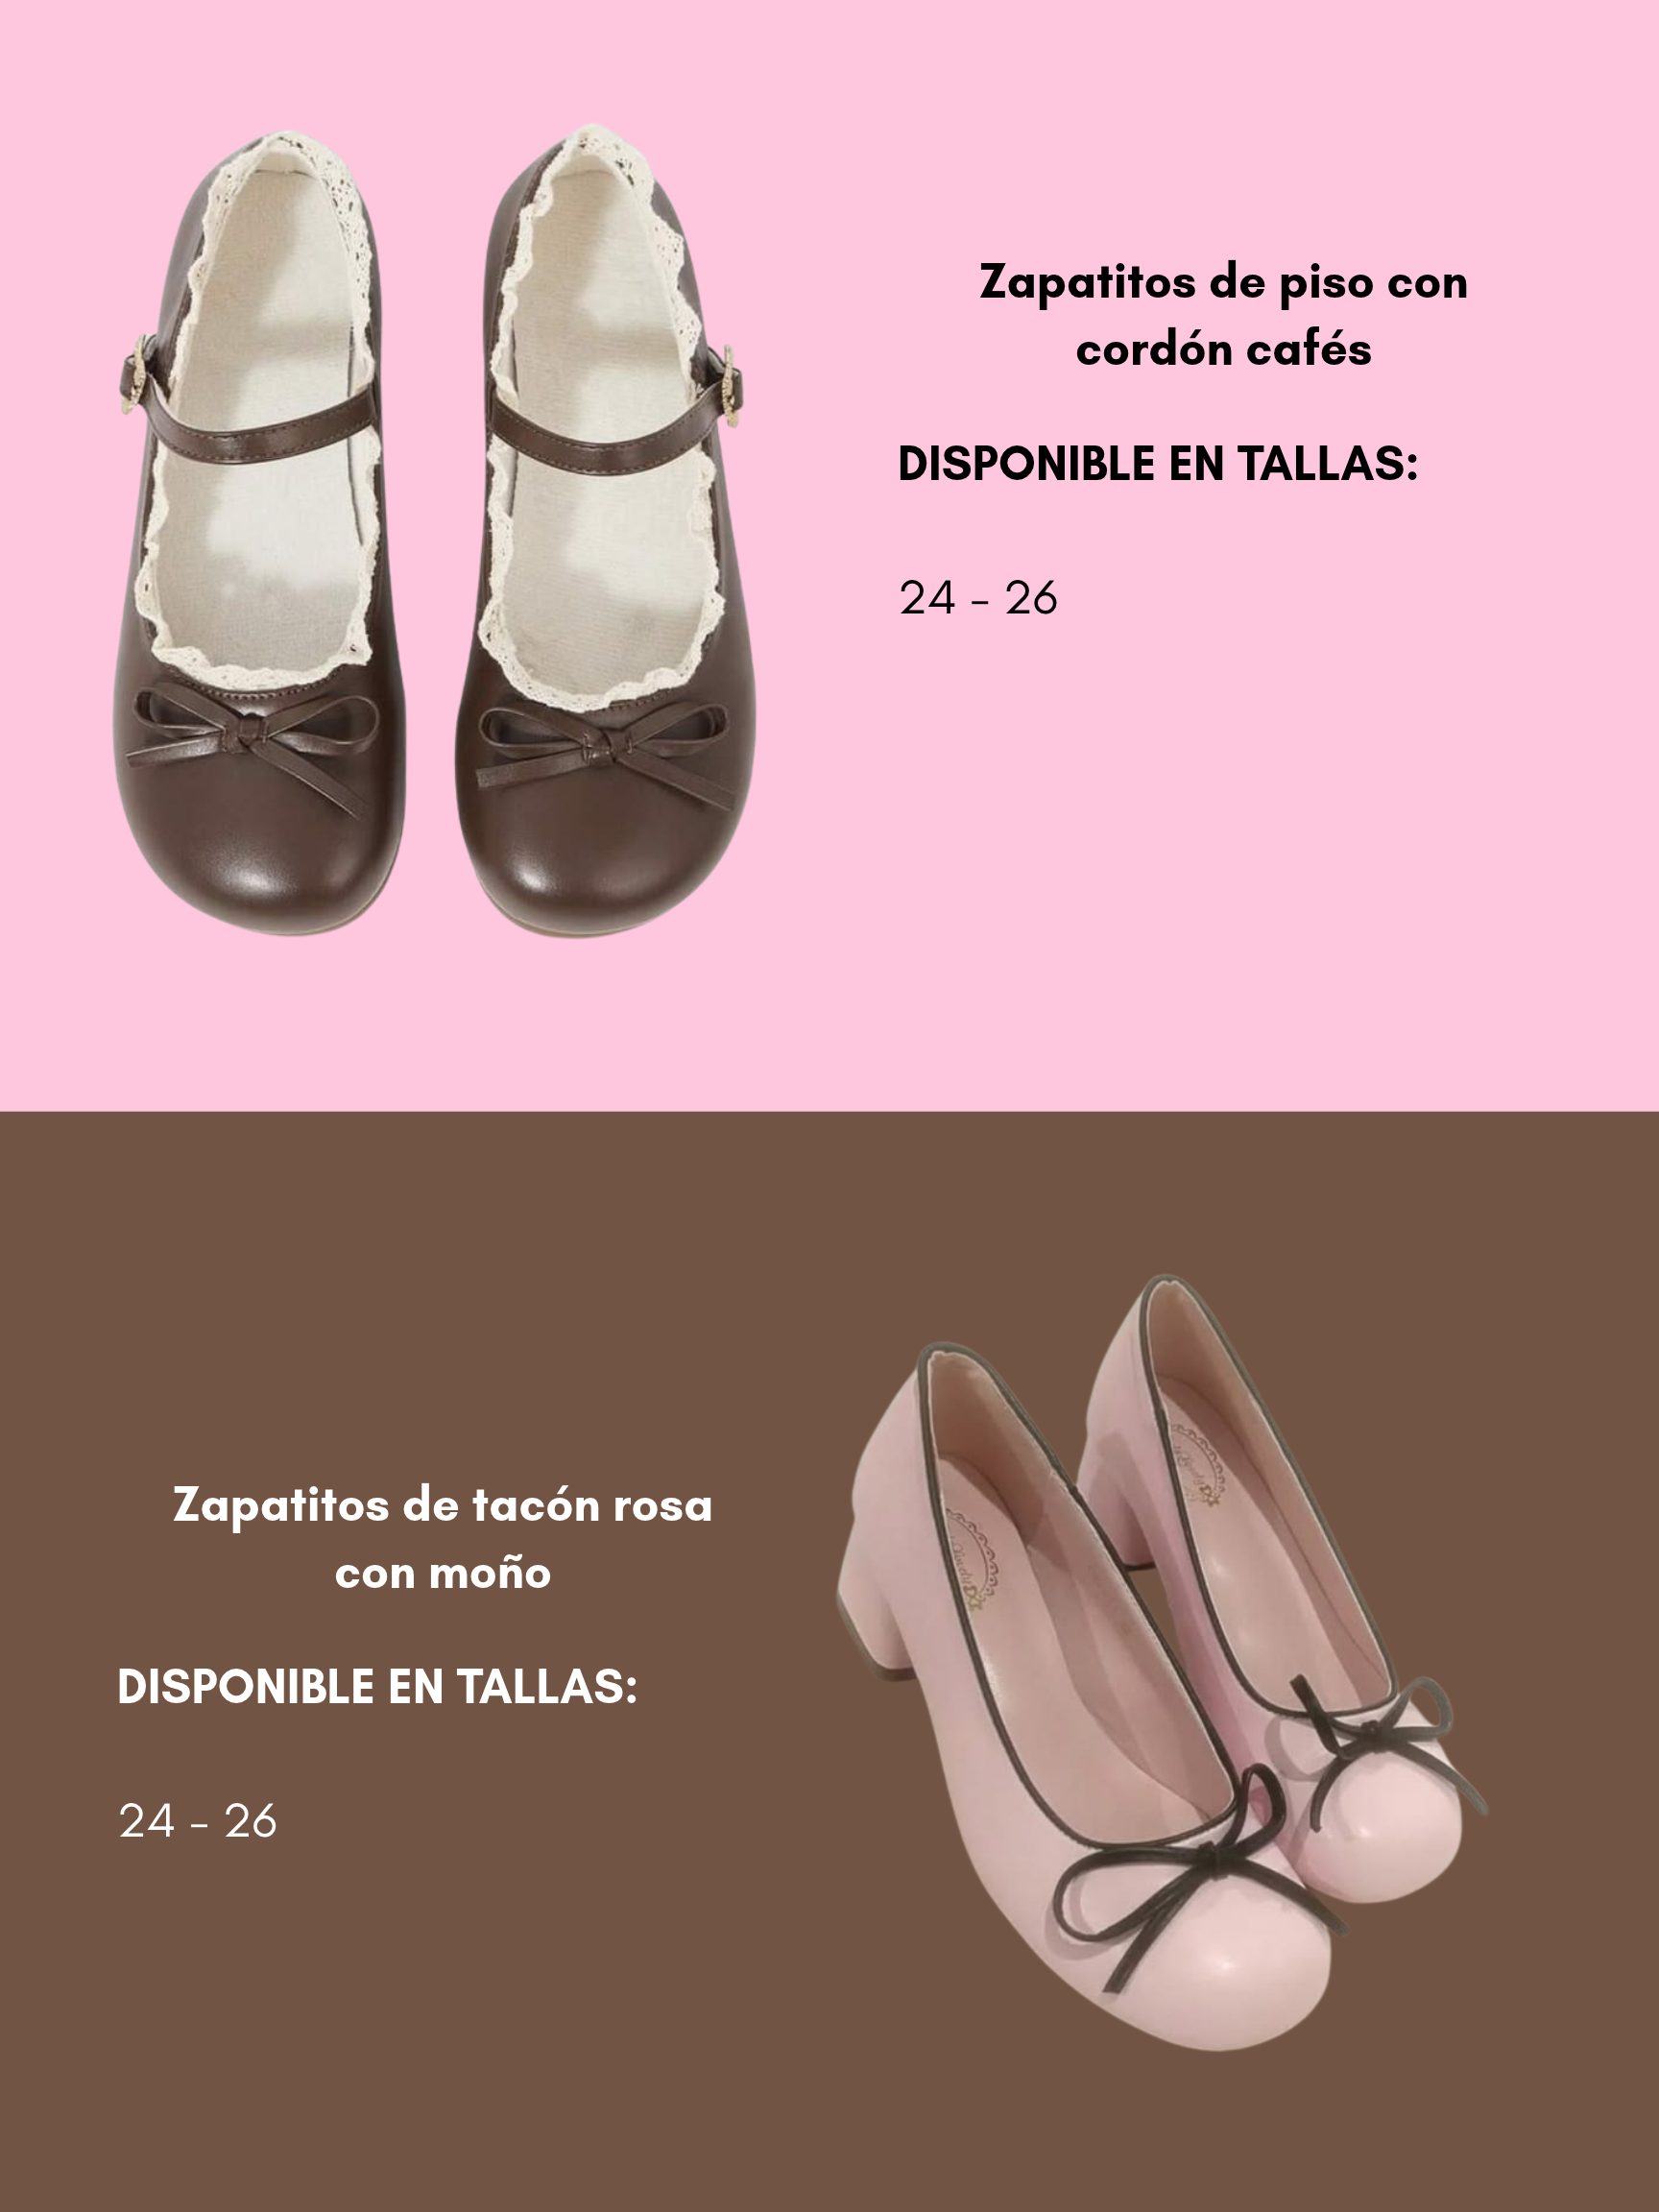 Zapatitos de piso con
cordón cafés
DISPONIBLE EN TALLAS:
24 - 26
Zapatitos de tacón rosa
con moño
DISPONIBLE EN TALLAS:
24 - 26